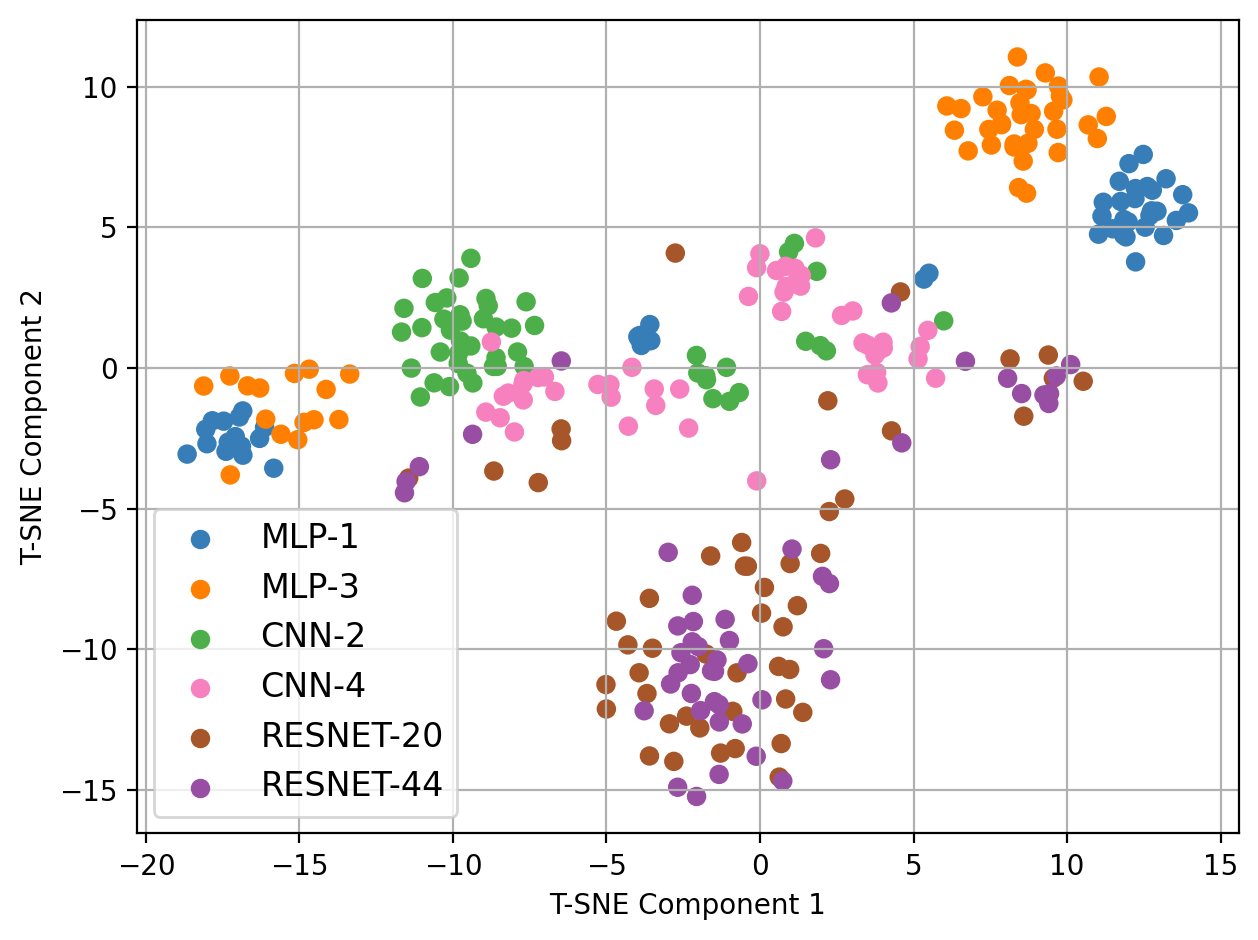 10
5
0
−5
−10
−15
T-SNE Component 2
MLP-1
MLP-3
CNN-2
CNN-4
RESNET-20
RESNET-44
−20 −15 −10 −5 0 5 10 15
T-SNE Component 1